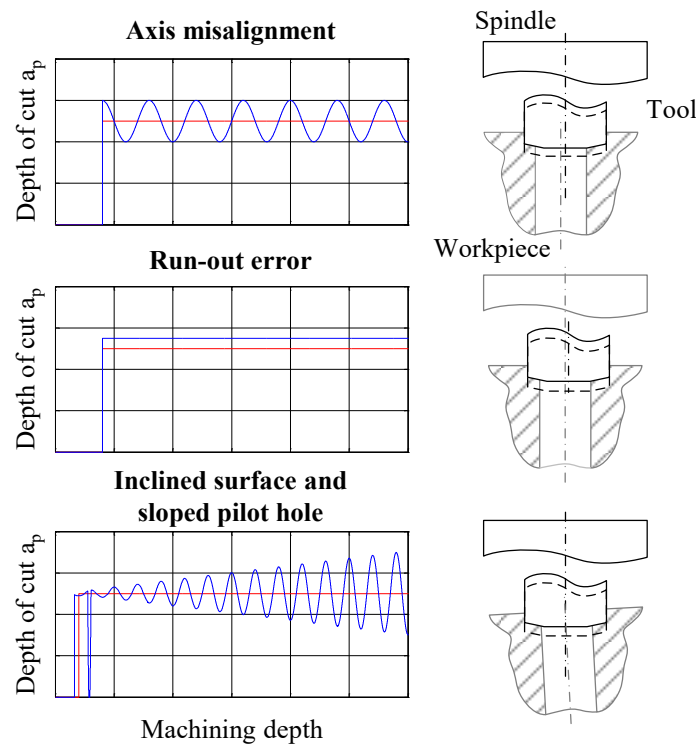 Axis misalignment
Depth of cut aₚ
Spindle
Tool
Workpiece
Run-out error
Depth of cut aₚ
Inclined surface and
sloped pilot hole
Depth of cut aₚ
Machining depth